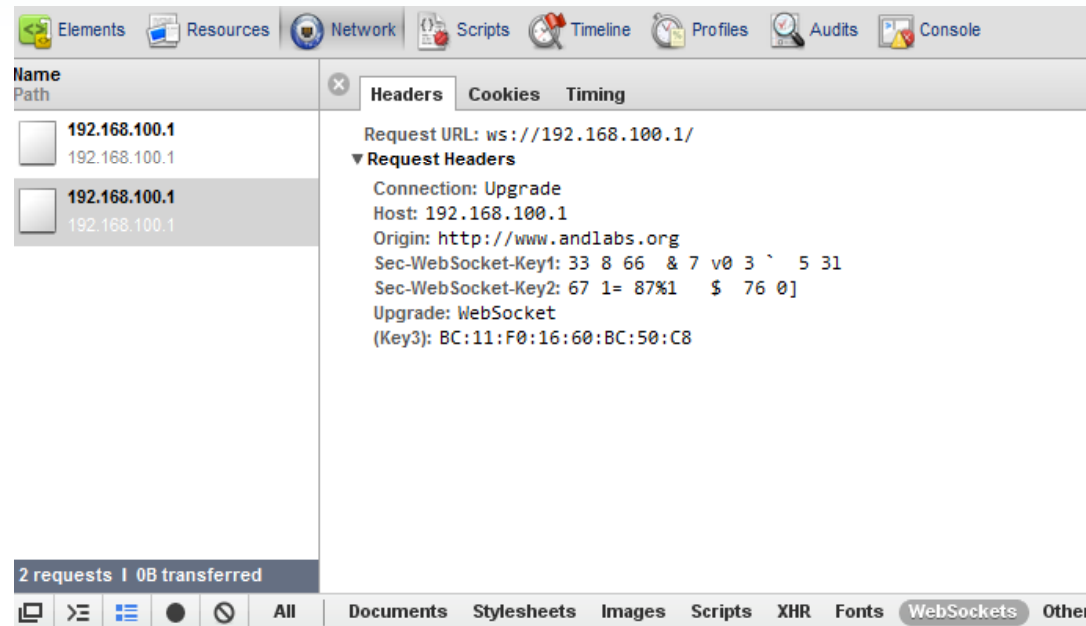 Elements Resources Network Scripts Timeline Profiles Audits Console
Name
Path
192.168.100.1
192.168.100.1
192.168.100.1
192.168.100.1
2 requests I 0B transferred
Headers Cookies Timing
Request URL: ws://192.168.100.1/
▼Request Headers
Connection: Upgrade
Host: 192.168.100.1
Origin: http://www.andlabs.org
Sec-WebSocket-Key1: 33 8 66  & 7 v0 3 `  5 3l
Sec-WebSocket-Key2: 67 1= 87%1   $  76 0]
Upgrade: WebSocket
(Key3): BC:11:F0:16:60:BC:50:C8
All Documents Stylesheets Images Scripts XHR Fonts WebSockets Other